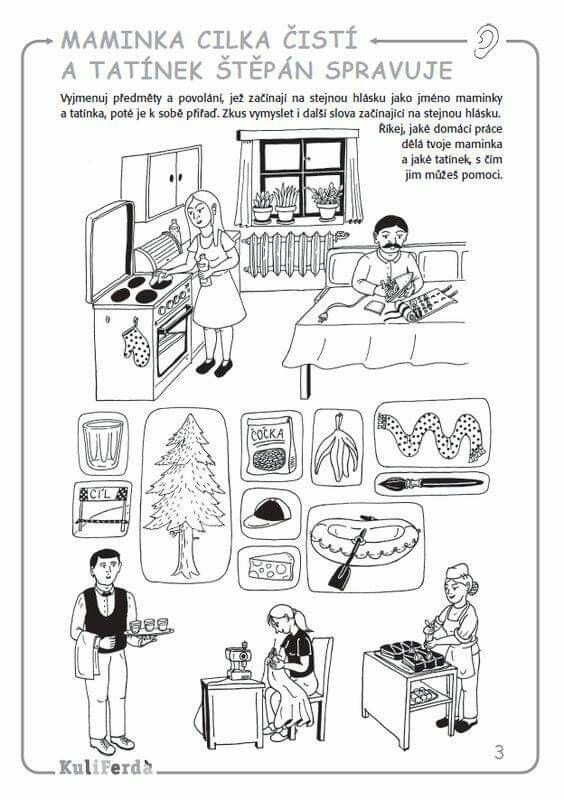 MAMINKA CILKA ČISTÍ
A TATÍNEK ŠTĚPÁN SPRAVUJE
Vyjmenuj předměty a povolání, jež začínají na stejnou hlásku jako jméno maminky
a tatínka, poté je k sobě přiřaď. Zkus vymyslet i další slova začínající na stejnou hlásku.
Říkej, jaké domácí práce
dělá tvoje maminka
a jaké tatínek, s čím
jim můžeš pomoci.
ČOČKA
CÍL
3
KuliFerda